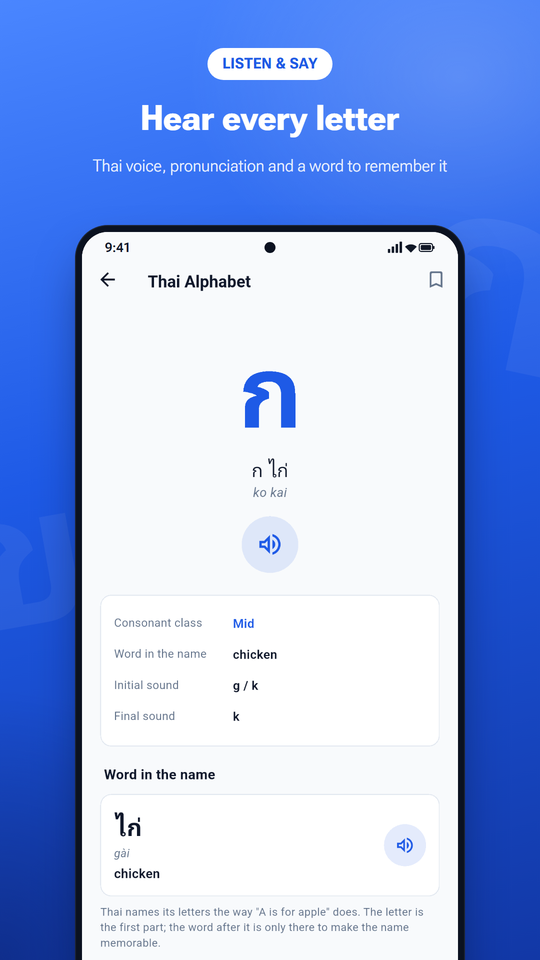 LISTEN & SAY
Hear every letter
Thai voice, pronunciation and a word to remember it
9:41
Thai Alphabet
ก
ก ไก่
ko kai
Consonant class Mid
Word in the name chicken
Initial sound g / k
Final sound k
Word in the name
ไก่
gài
chicken
Thai names its letters the way "A is for apple" does. The letter is
the first part; the word after it is only there to make the name
memorable.